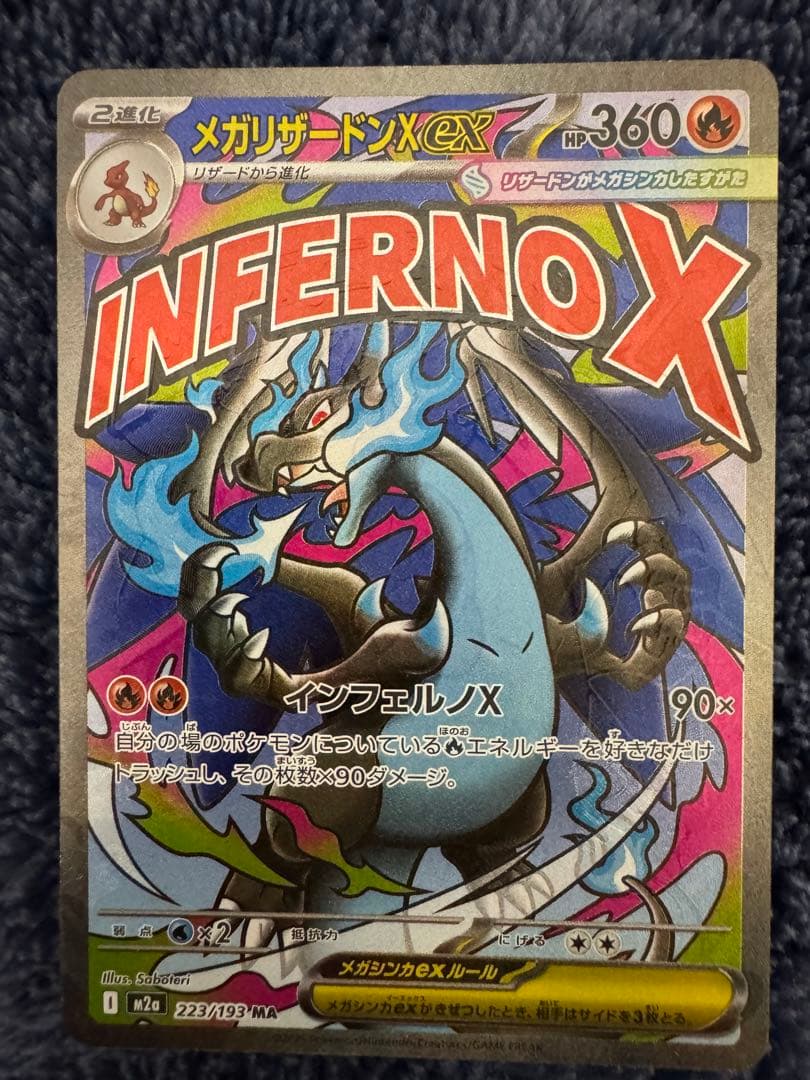 2進化
メガリザードンXex
HP360
リザードから進化
リザードンがメガシンカしたすがた
INFERNO X
インフェルノX 90×
自分の場のポケモンについているエネルギーを好きなだけ
トラッシュし、その枚数×90ダメージ。
弱点 ×2 抵抗力 にげる
Illus. Saboteri
メガシンカexルール
メガシンカexがきぜつしたとき、相手はサイドを3枚とる。
I M2a 223/193 MA